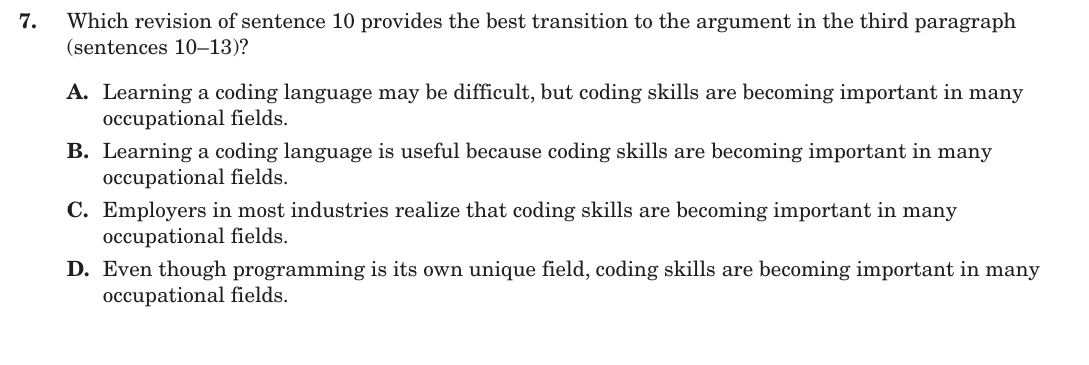 7. Which revision of sentence 10 provides the best transition to the argument in the third paragraph
(sentences 10–13)?
A. Learning a coding language may be difficult, but coding skills are becoming important in many
occupational fields.
B. Learning a coding language is useful because coding skills are becoming important in many
occupational fields.
C. Employers in most industries realize that coding skills are becoming important in many
occupational fields.
D. Even though programming is its own unique field, coding skills are becoming important in many
occupational fields.